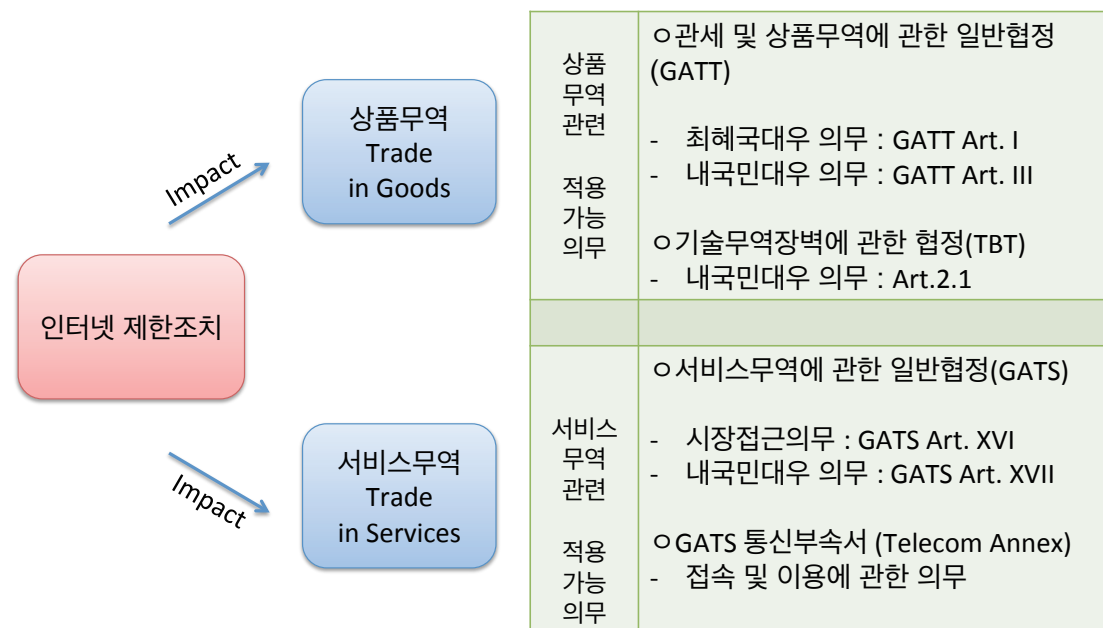 인터넷 제한조치
Impact
Impact
상품무역
Trade
in Goods
서비스무역
Trade
in Services
상품
무역
관련
적용
가능
의무
ㅇ관세 및 상품무역에 관한 일반협정
(GATT)
- 최혜국대우 의무 : GATT Art. I
- 내국민대우 의무 : GATT Art. III
ㅇ기술무역장벽에 관한 협정(TBT)
- 내국민대우 의무 : Art.2.1
서비스
무역
관련
적용
가능
의무
ㅇ서비스무역에 관한 일반협정(GATS)
- 시장접근의무 : GATS Art. XVI
- 내국민대우 의무 : GATS Art. XVII
ㅇGATS 통신부속서 (Telecom Annex)
- 접속 및 이용에 관한 의무